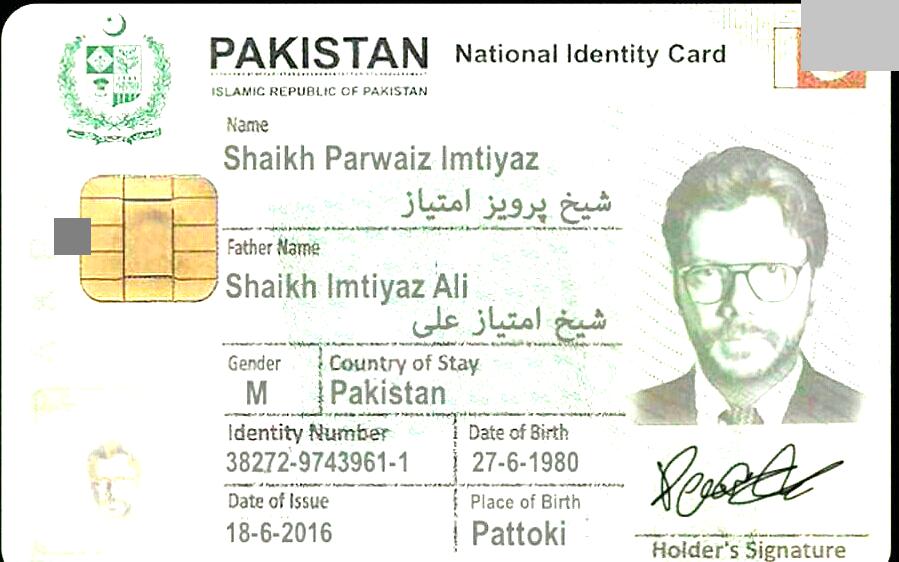 PAKISTAN National Identity Card
ISLAMIC REPUBLIC OF PAKISTAN
Name
Shaikh Parwaiz Imtiyaz
شیخ پرویز امتیاز
Father Name
Shaikh Imtiyaz Ali
شیخ امتیاز علی
Gender Country of Stay
M Pakistan
Identity Number Date of Birth
38272-9743961-1 27-6-1980
Date of Issue Place of Birth
18-6-2016 Pattoki
Holder's Signature